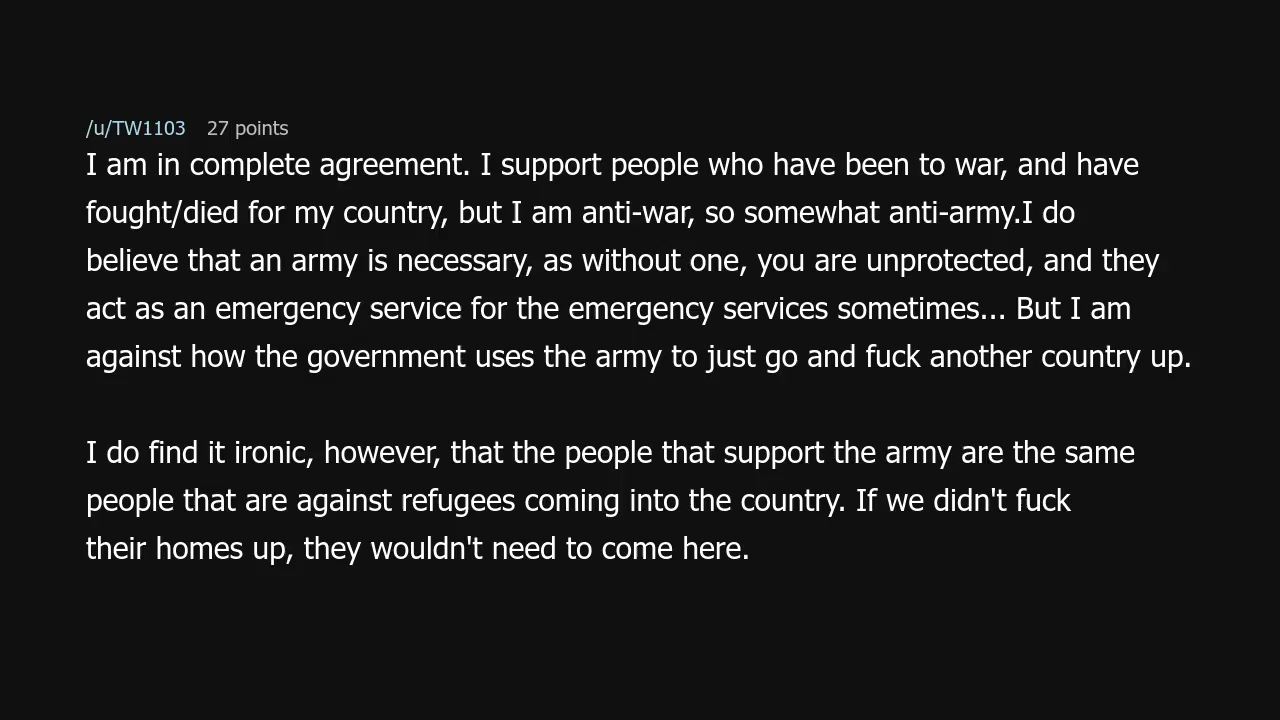 /u/TW1103 27 points
I am in complete agreement. I support people who have been to war, and have
fought/died for my country, but I am anti-war, so somewhat anti-army.I do
believe that an army is necessary, as without one, you are unprotected, and they
act as an emergency service for the emergency services sometimes... But I am
against how the government uses the army to just go and fuck another country up.
I do find it ironic, however, that the people that support the army are the same
people that are against refugees coming into the country. If we didn't fuck
their homes up, they wouldn't need to come here.